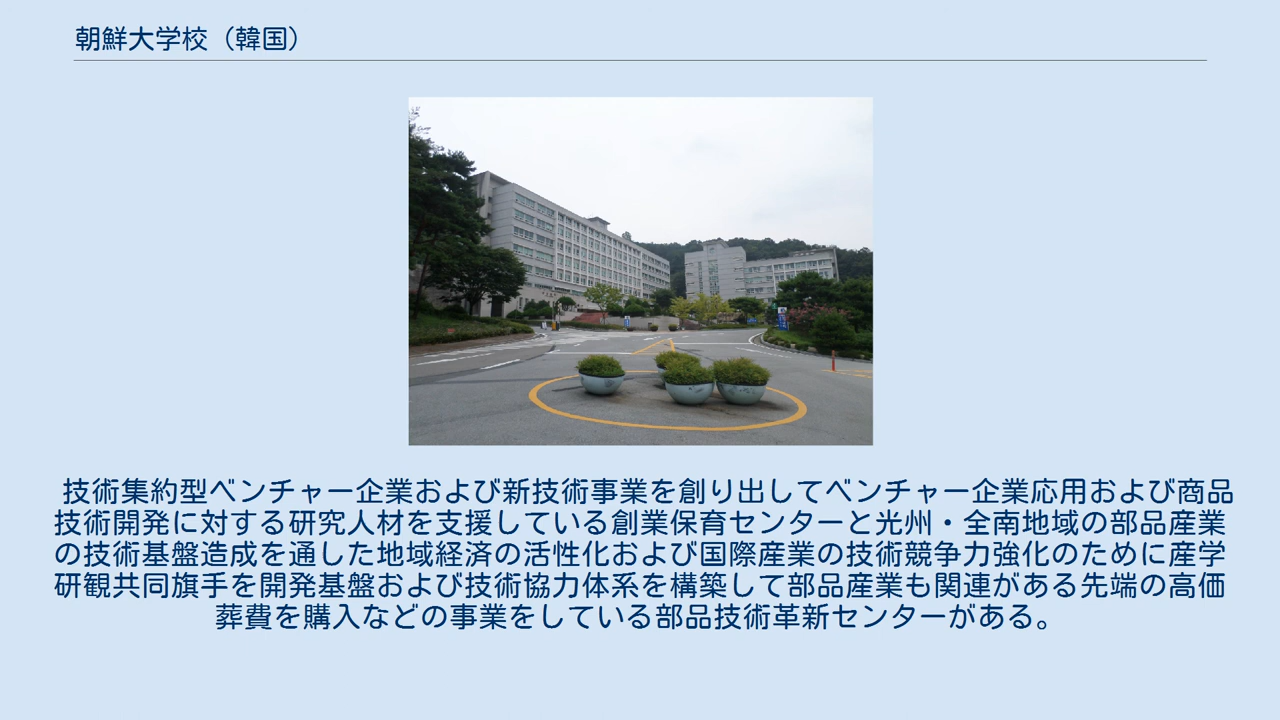 朝鮮大学校（韓国）
技術集約型ベンチャー企業および新技術事業を創り出してベンチャー企業応用および商品
技術開発に対する研究人材を支援している創業保育センターと光州・全南地域の部品産業
の技術基盤造成を通した地域経済の活性化および国際産業の技術競争力強化のために産学
研観共同旗手を開発基盤および技術協力体系を構築して部品産業も関連がある先端の高価
葬費を購入などの事業をしている部品技術革新センターがある。